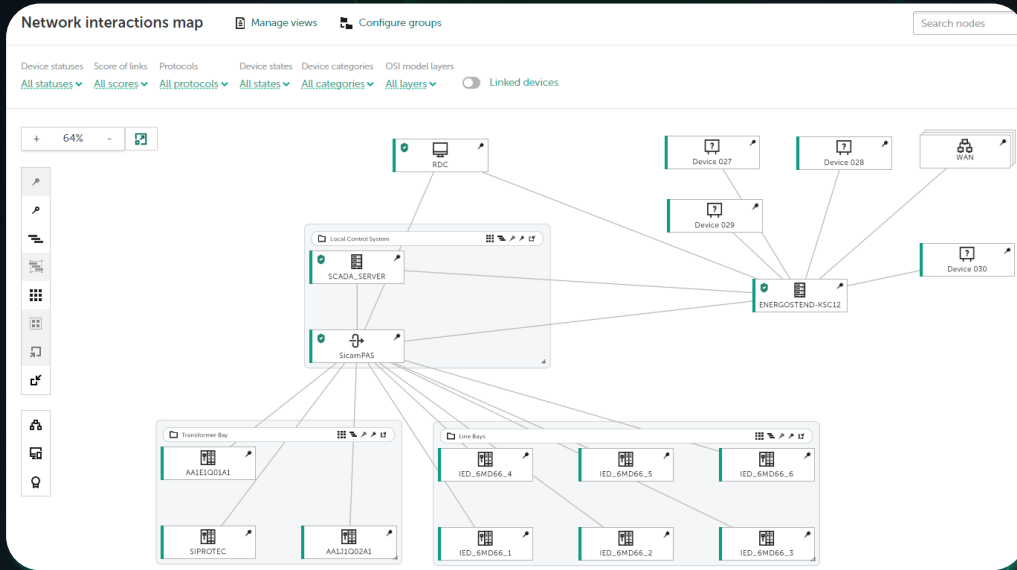 Network interactions map
Manage views
Configure groups
Search nodes
Device statuses Score of links Protocols Device states Device categories OSI model layers
All statuses All scores All protocols All states All categories All layers Linked devices
+ 64% -
RDC
Device 027
Device 028
WAN
Device 029
Local Control System
SCADA_SERVER
Device 030
ENERGOSTEND-KSC12
SicamPAS
Transformer Bay
Line Bays
AA1E1Q01A1
IED_6MD66_4
IED_6MD66_5
IED_6MD66_6
SIPROTEC
AA1J1Q02A1
IED_6MD66_1
IED_6MD66_2
IED_6MD66_3